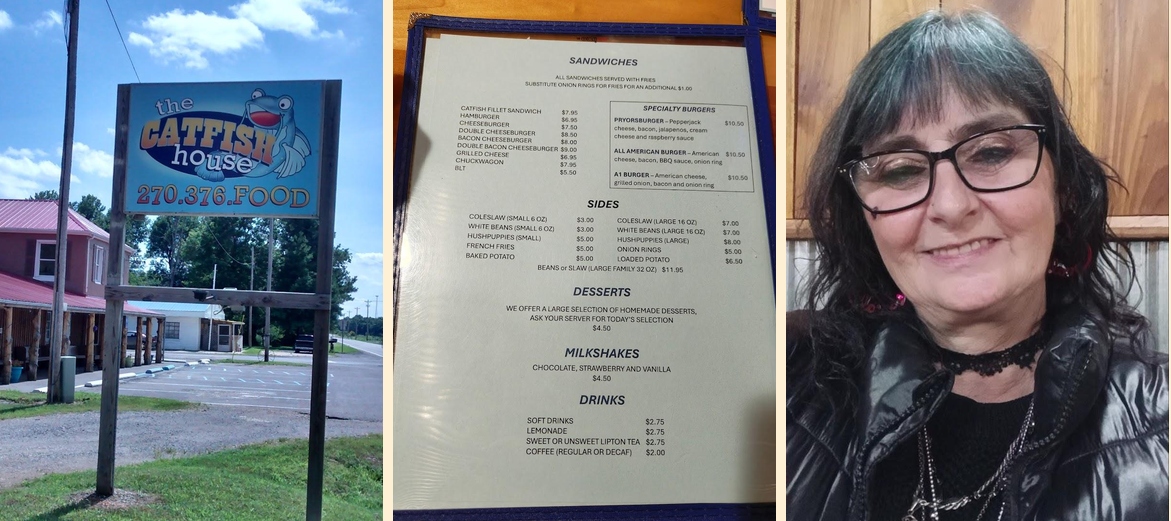 the
CATFISH
house
270.376.FOOD
SANDWICHES
ALL SANDWICHES SERVED WITH FRIES
SUBSTITUTE ONION RINGS FOR FRIES FOR AN ADDITIONAL $1.00
CATFISH FILLET SANDWICH $7.95
HAMBURGER $6.95
CHEESEBURGER $7.50
DOUBLE CHEESEBURGER $8.50
BACON CHEESEBURGER $8.00
DOUBLE BACON CHEESEBURGER $9.00
GRILLED CHEESE $6.95
CHUCKWAGON $7.95
BLT $5.50
SPECIALTY BURGERS
PRYORSBURGER – Pepperjack $10.50
cheese, bacon, jalapenos, cream
cheese and raspberry sauce
ALL AMERICAN BURGER – American $10.50
cheese, bacon, BBQ sauce, onion ring
A1 BURGER – American cheese, $10.50
grilled onion, bacon and onion ring
SIDES
COLESLAW (SMALL 6 OZ) $3.00 COLESLAW (LARGE 16 OZ) $7.00
WHITE BEANS (SMALL 6 OZ) $3.00 WHITE BEANS (LARGE 16 OZ) $7.00
HUSHPUPPIES (SMALL) $5.00 HUSHPUPPIES (LARGE) $8.00
FRENCH FRIES $5.00 ONION RINGS $5.00
BAKED POTATO $5.00 LOADED POTATO $6.50
BEANS or SLAW (LARGE FAMILY 32 OZ) $11.95
DESSERTS
WE OFFER A LARGE SELECTION OF HOMEMADE DESSERTS,
ASK YOUR SERVER FOR TODAY'S SELECTION
$4.50
MILKSHAKES
CHOCOLATE, STRAWBERRY AND VANILLA
$4.50
DRINKS
SOFT DRINKS $2.75
LEMONADE $2.75
SWEET OR UNSWEET LIPTON TEA $2.75
COFFEE (REGULAR OR DECAF) $2.00